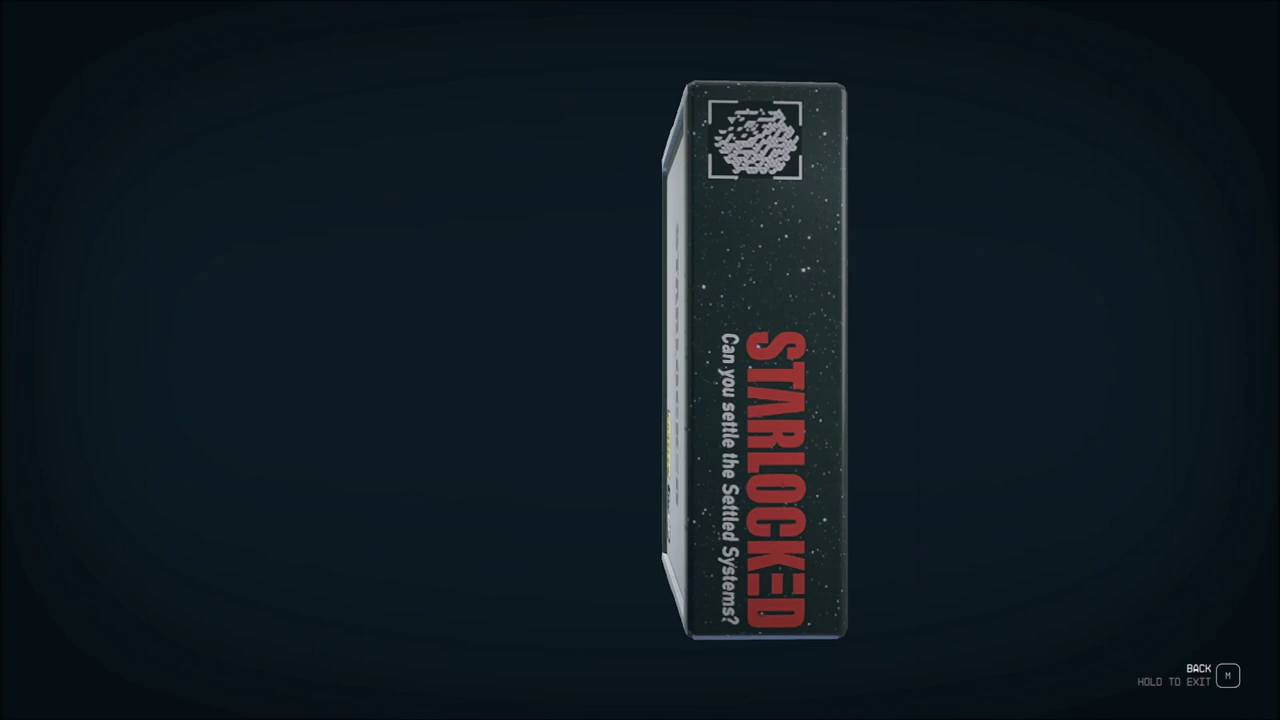 STARLOCKED
Can you settle the Settled Systems?
BACK
HOLD TO EXIT
M